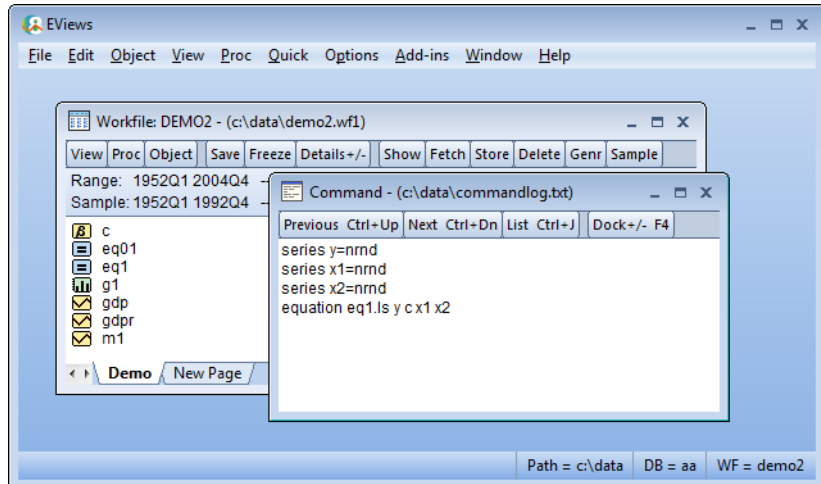 EViews
File Edit Object View Proc Quick Options Add-ins Window Help
Workfile: DEMO2 - (c:\data\demo2.wf1)
View Proc Object Save Freeze Details+/- Show Fetch Store Delete Genr Sample
Range: 1952Q1 2004Q4 --
Sample: 1952Q1 1992Q4 --
c
eq01
eq1
g1
gdp
gdpr
m1
Demo New Page
Command - (c:\data\commandlog.txt)
Previous Ctrl+Up Next Ctrl+Dn List Ctrl+J Dock+/- F4
series y=nrnd
series x1=nrnd
series x2=nrnd
equation eq1.ls y c x1 x2
Path = c:\data DB = aa WF = demo2